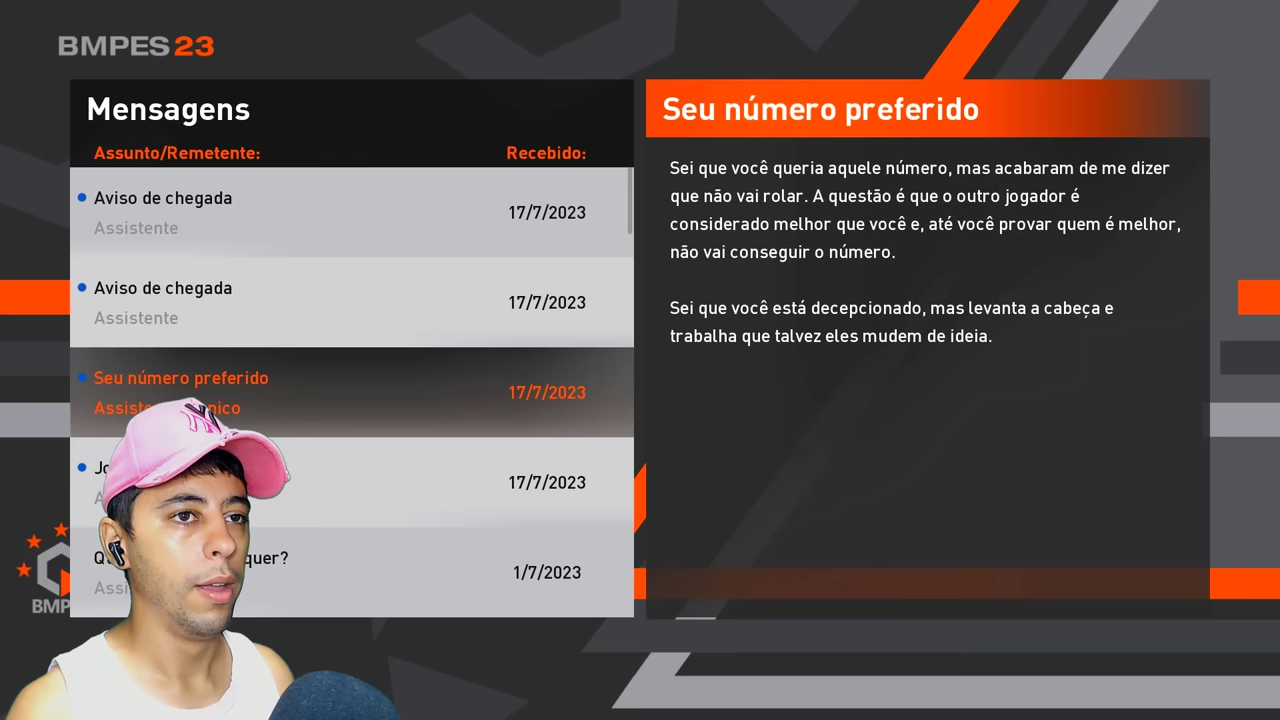 BMPES 23
Mensagens
Assunto/Remetente:
Recebido:
Aviso de chegada
Assistente
17/7/2023
Aviso de chegada
Assistente
17/7/2023
Seu número preferido
17/7/2023
17/7/2023
quer?
1/7/2023
Seu número preferido
Sei que você queria aquele número, mas acabaram de me dizer
que não vai rolar. A questão é que o outro jogador é
considerado melhor que você e, até você provar quem é melhor,
não vai conseguir o número.
Sei que você está decepcionado, mas levanta a cabeça e
trabalha que talvez eles mudem de ideia.